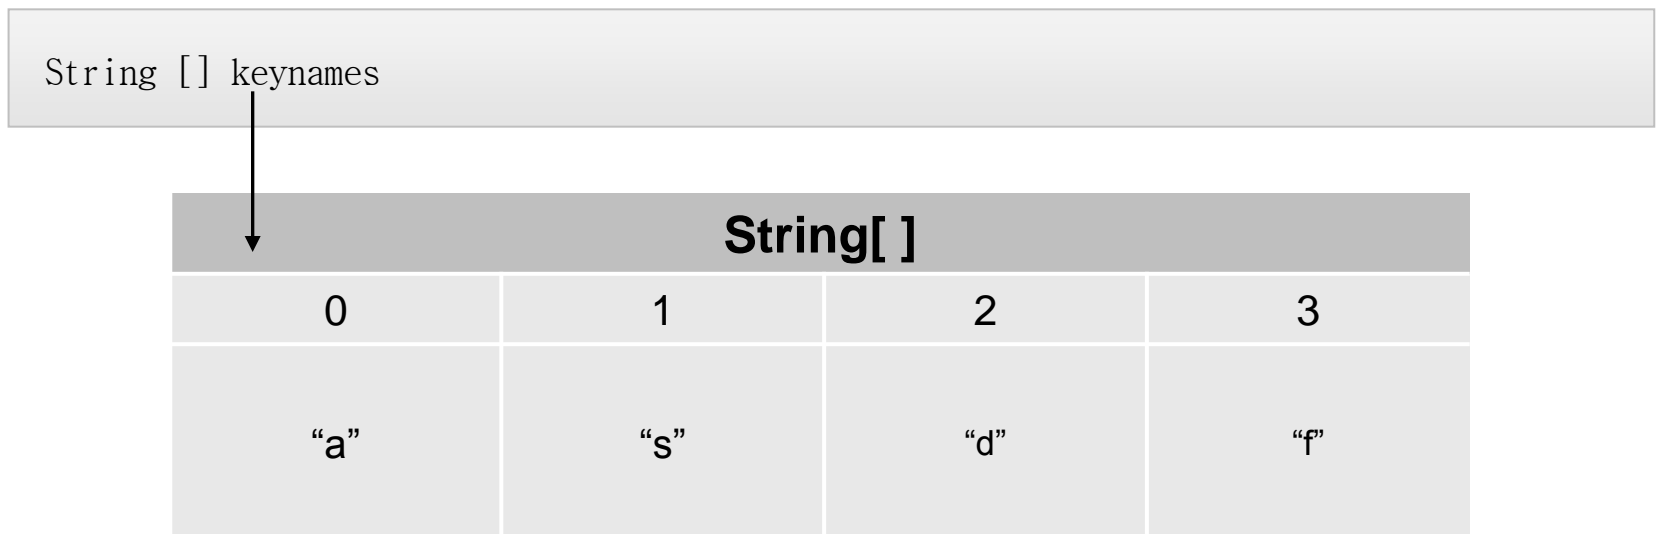 String [] keynames
String[ ]
0 1 2 3
“a” “s” “d” “f”